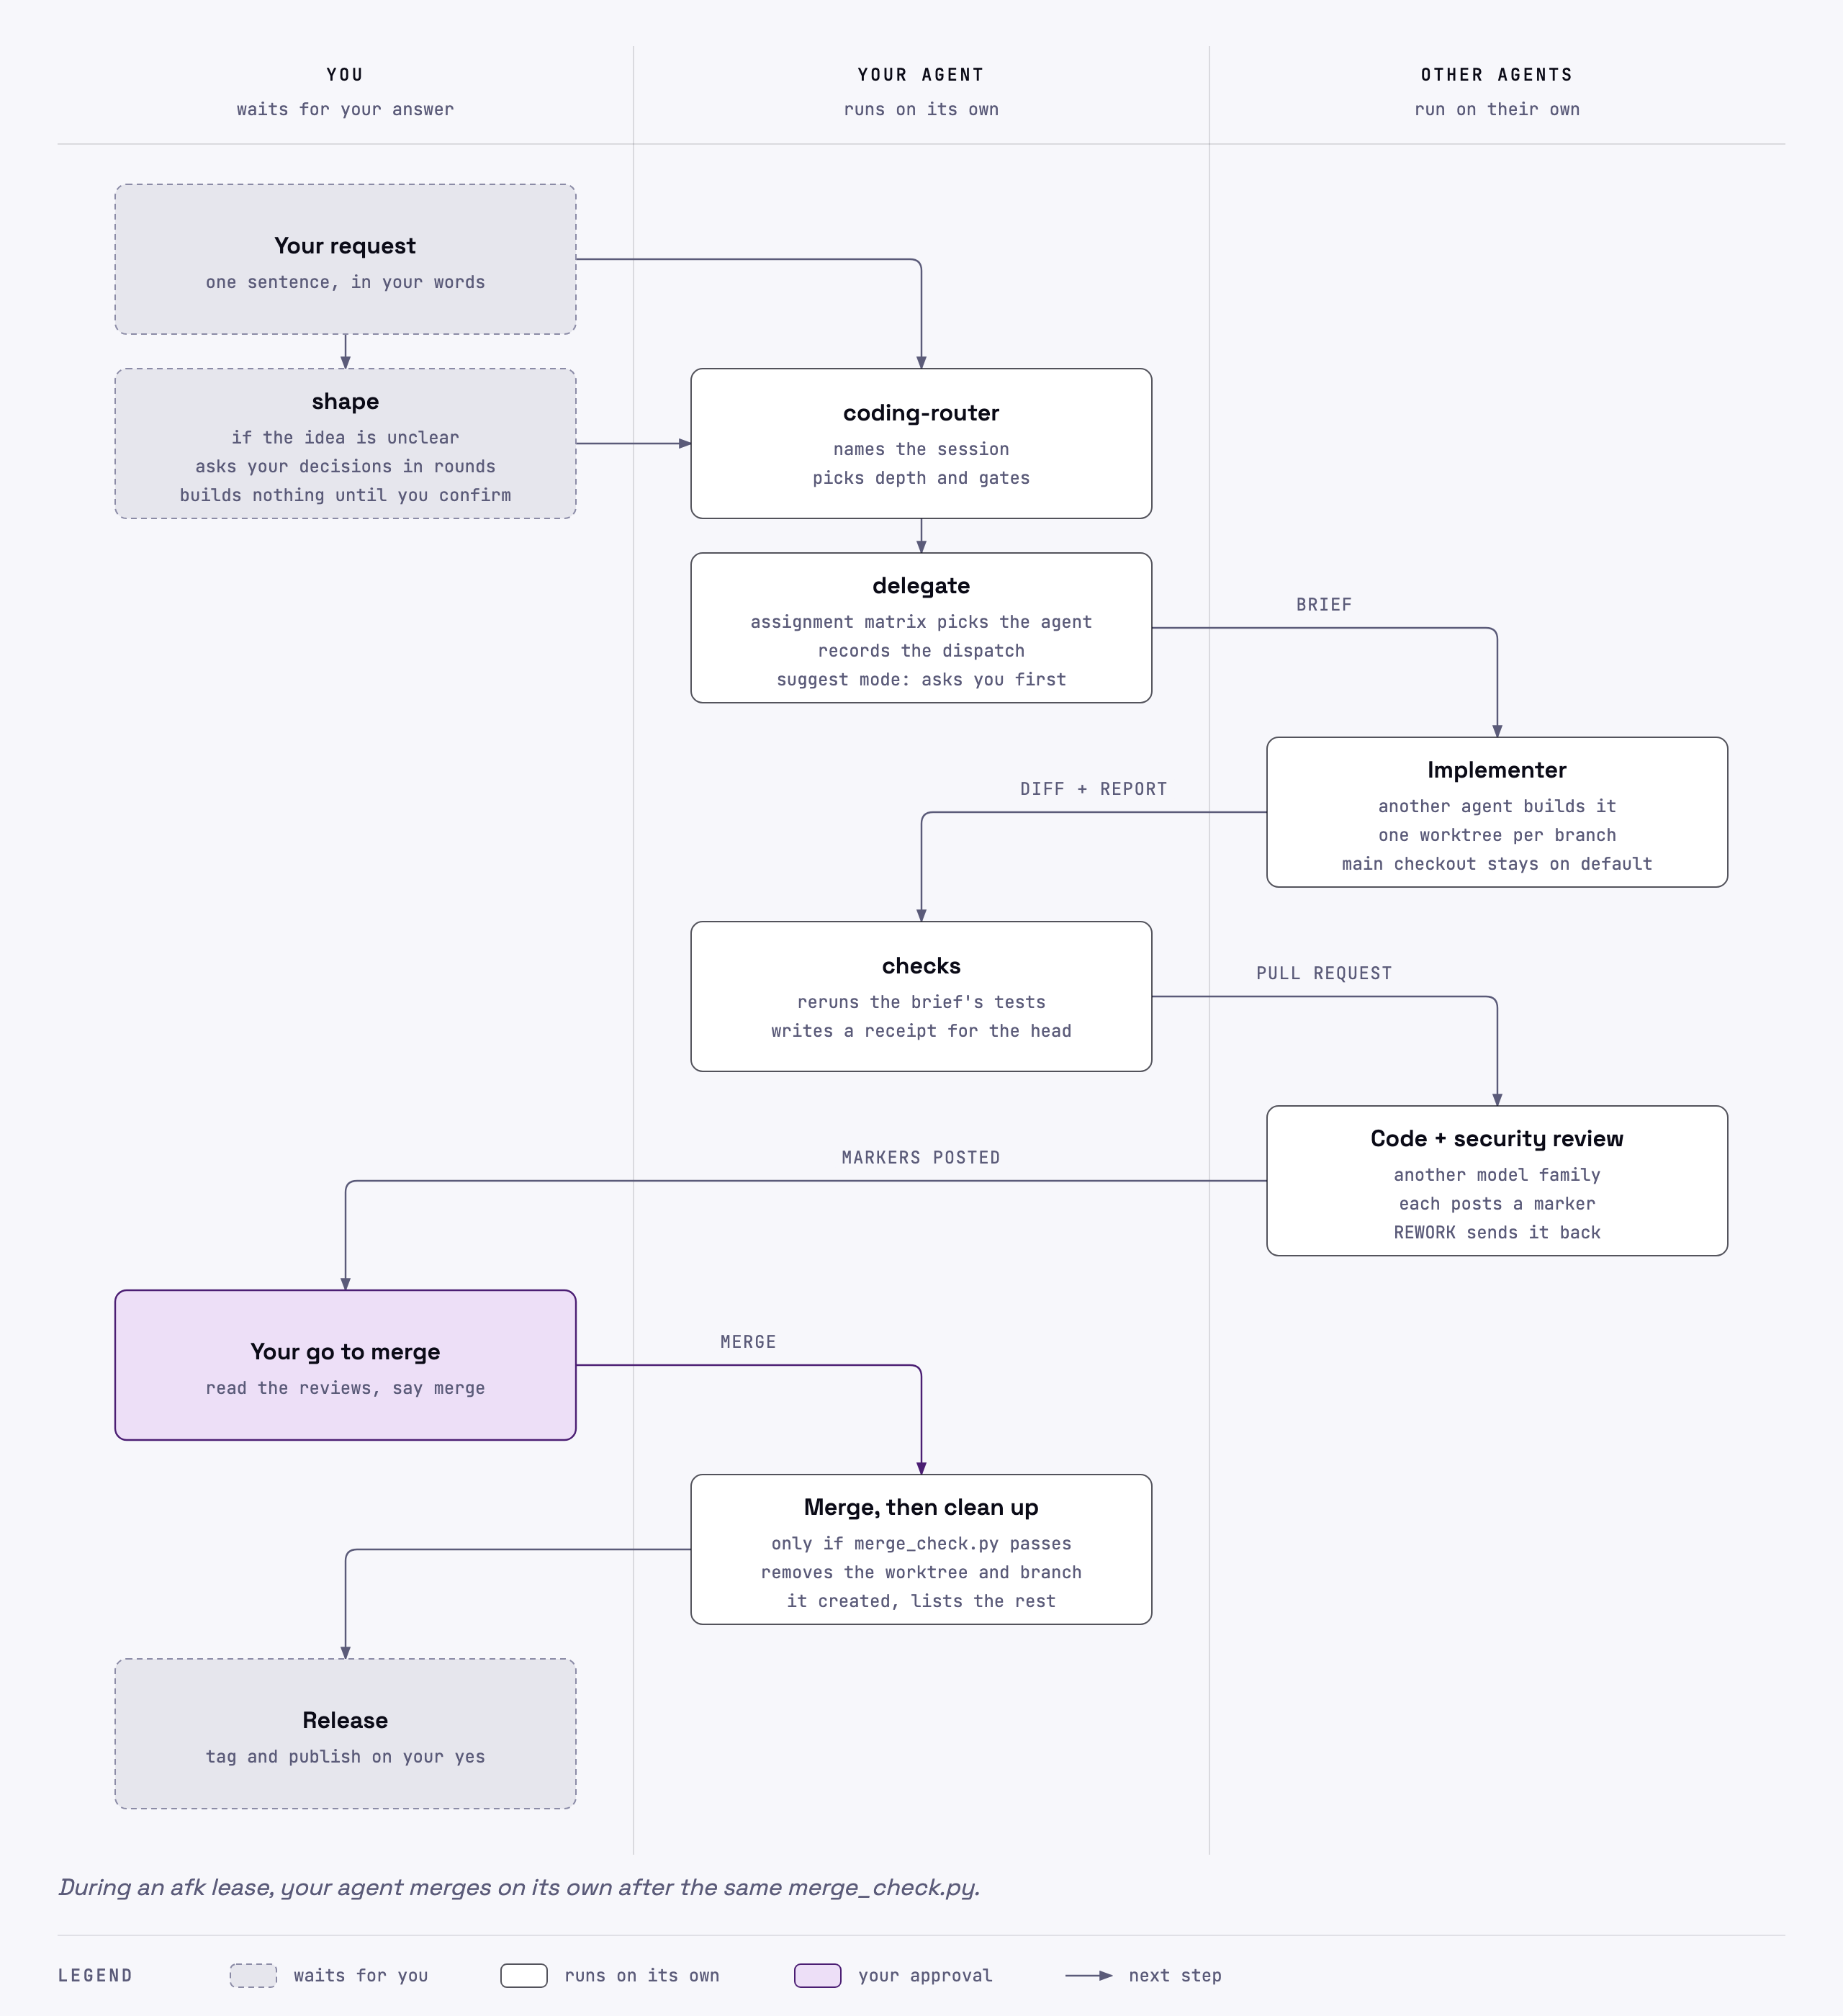 YOU
waits for your answer
YOUR AGENT
runs on its own
OTHER AGENTS
run on their own
Your request
one sentence, in your words
shape
if the idea is unclear
asks your decisions in rounds
builds nothing until you confirm
coding-router
names the session
picks depth and gates
delegate
assignment matrix picks the agent
records the dispatch
suggest mode: asks you first
BRIEF
Implementer
another agent builds it
one worktree per branch
main checkout stays on default
DIFF + REPORT
checks
reruns the brief's tests
writes a receipt for the head
PULL REQUEST
Code + security review
another model family
each posts a marker
REWORK sends it back
MARKERS POSTED
Your go to merge
read the reviews, say merge
MERGE
Merge, then clean up
only if merge_check.py passes
removes the worktree and branch
it created, lists the rest
Release
tag and publish on your yes
During an afk lease, your agent merges on its own after the same merge_check.py.
LEGEND
waits for you
runs on its own
your approval
next step